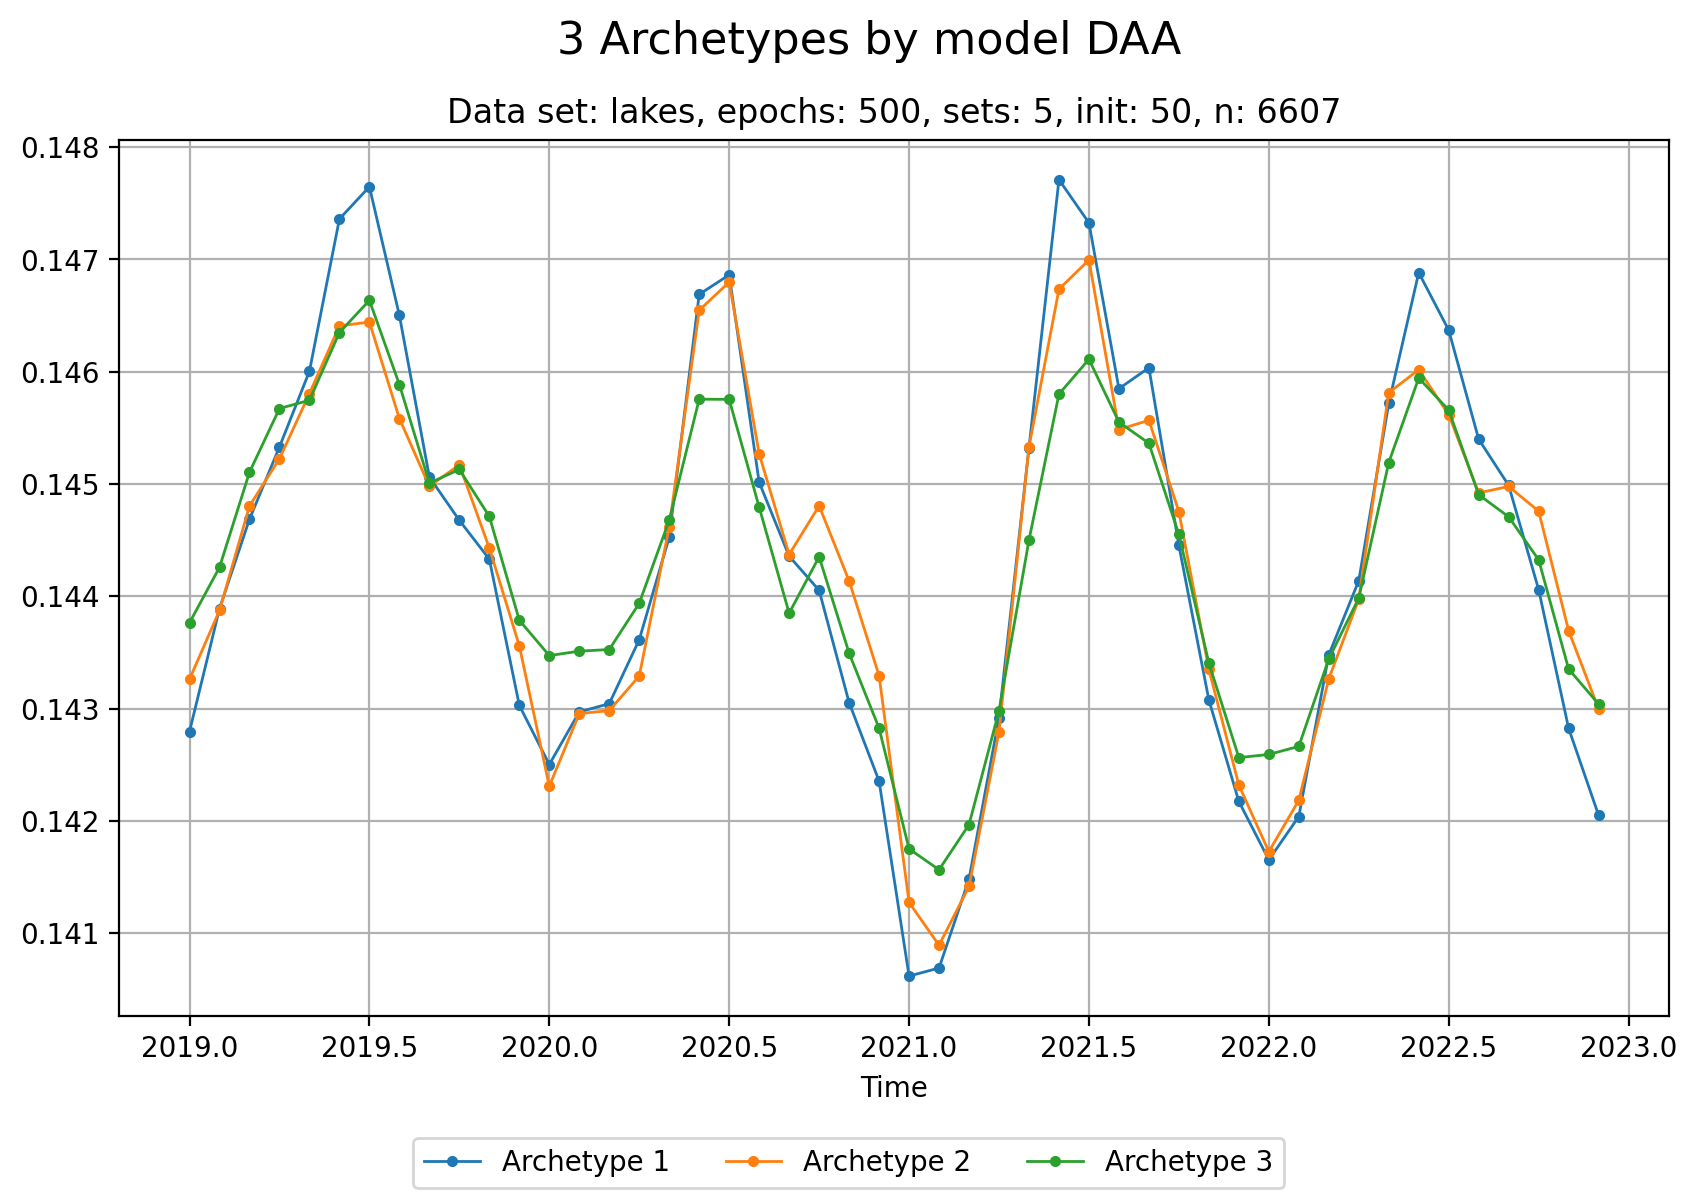 3 Archetypes by model DAA
Data set: lakes, epochs: 500, sets: 5, init: 50, n: 6607
0.148
0.147
0.146
0.145
0.144
0.143
0.142
0.141
2019.0 2019.5 2020.0 2020.5 2021.0 2021.5 2022.0 2022.5 2023.0
Time
Archetype 1 Archetype 2 Archetype 3